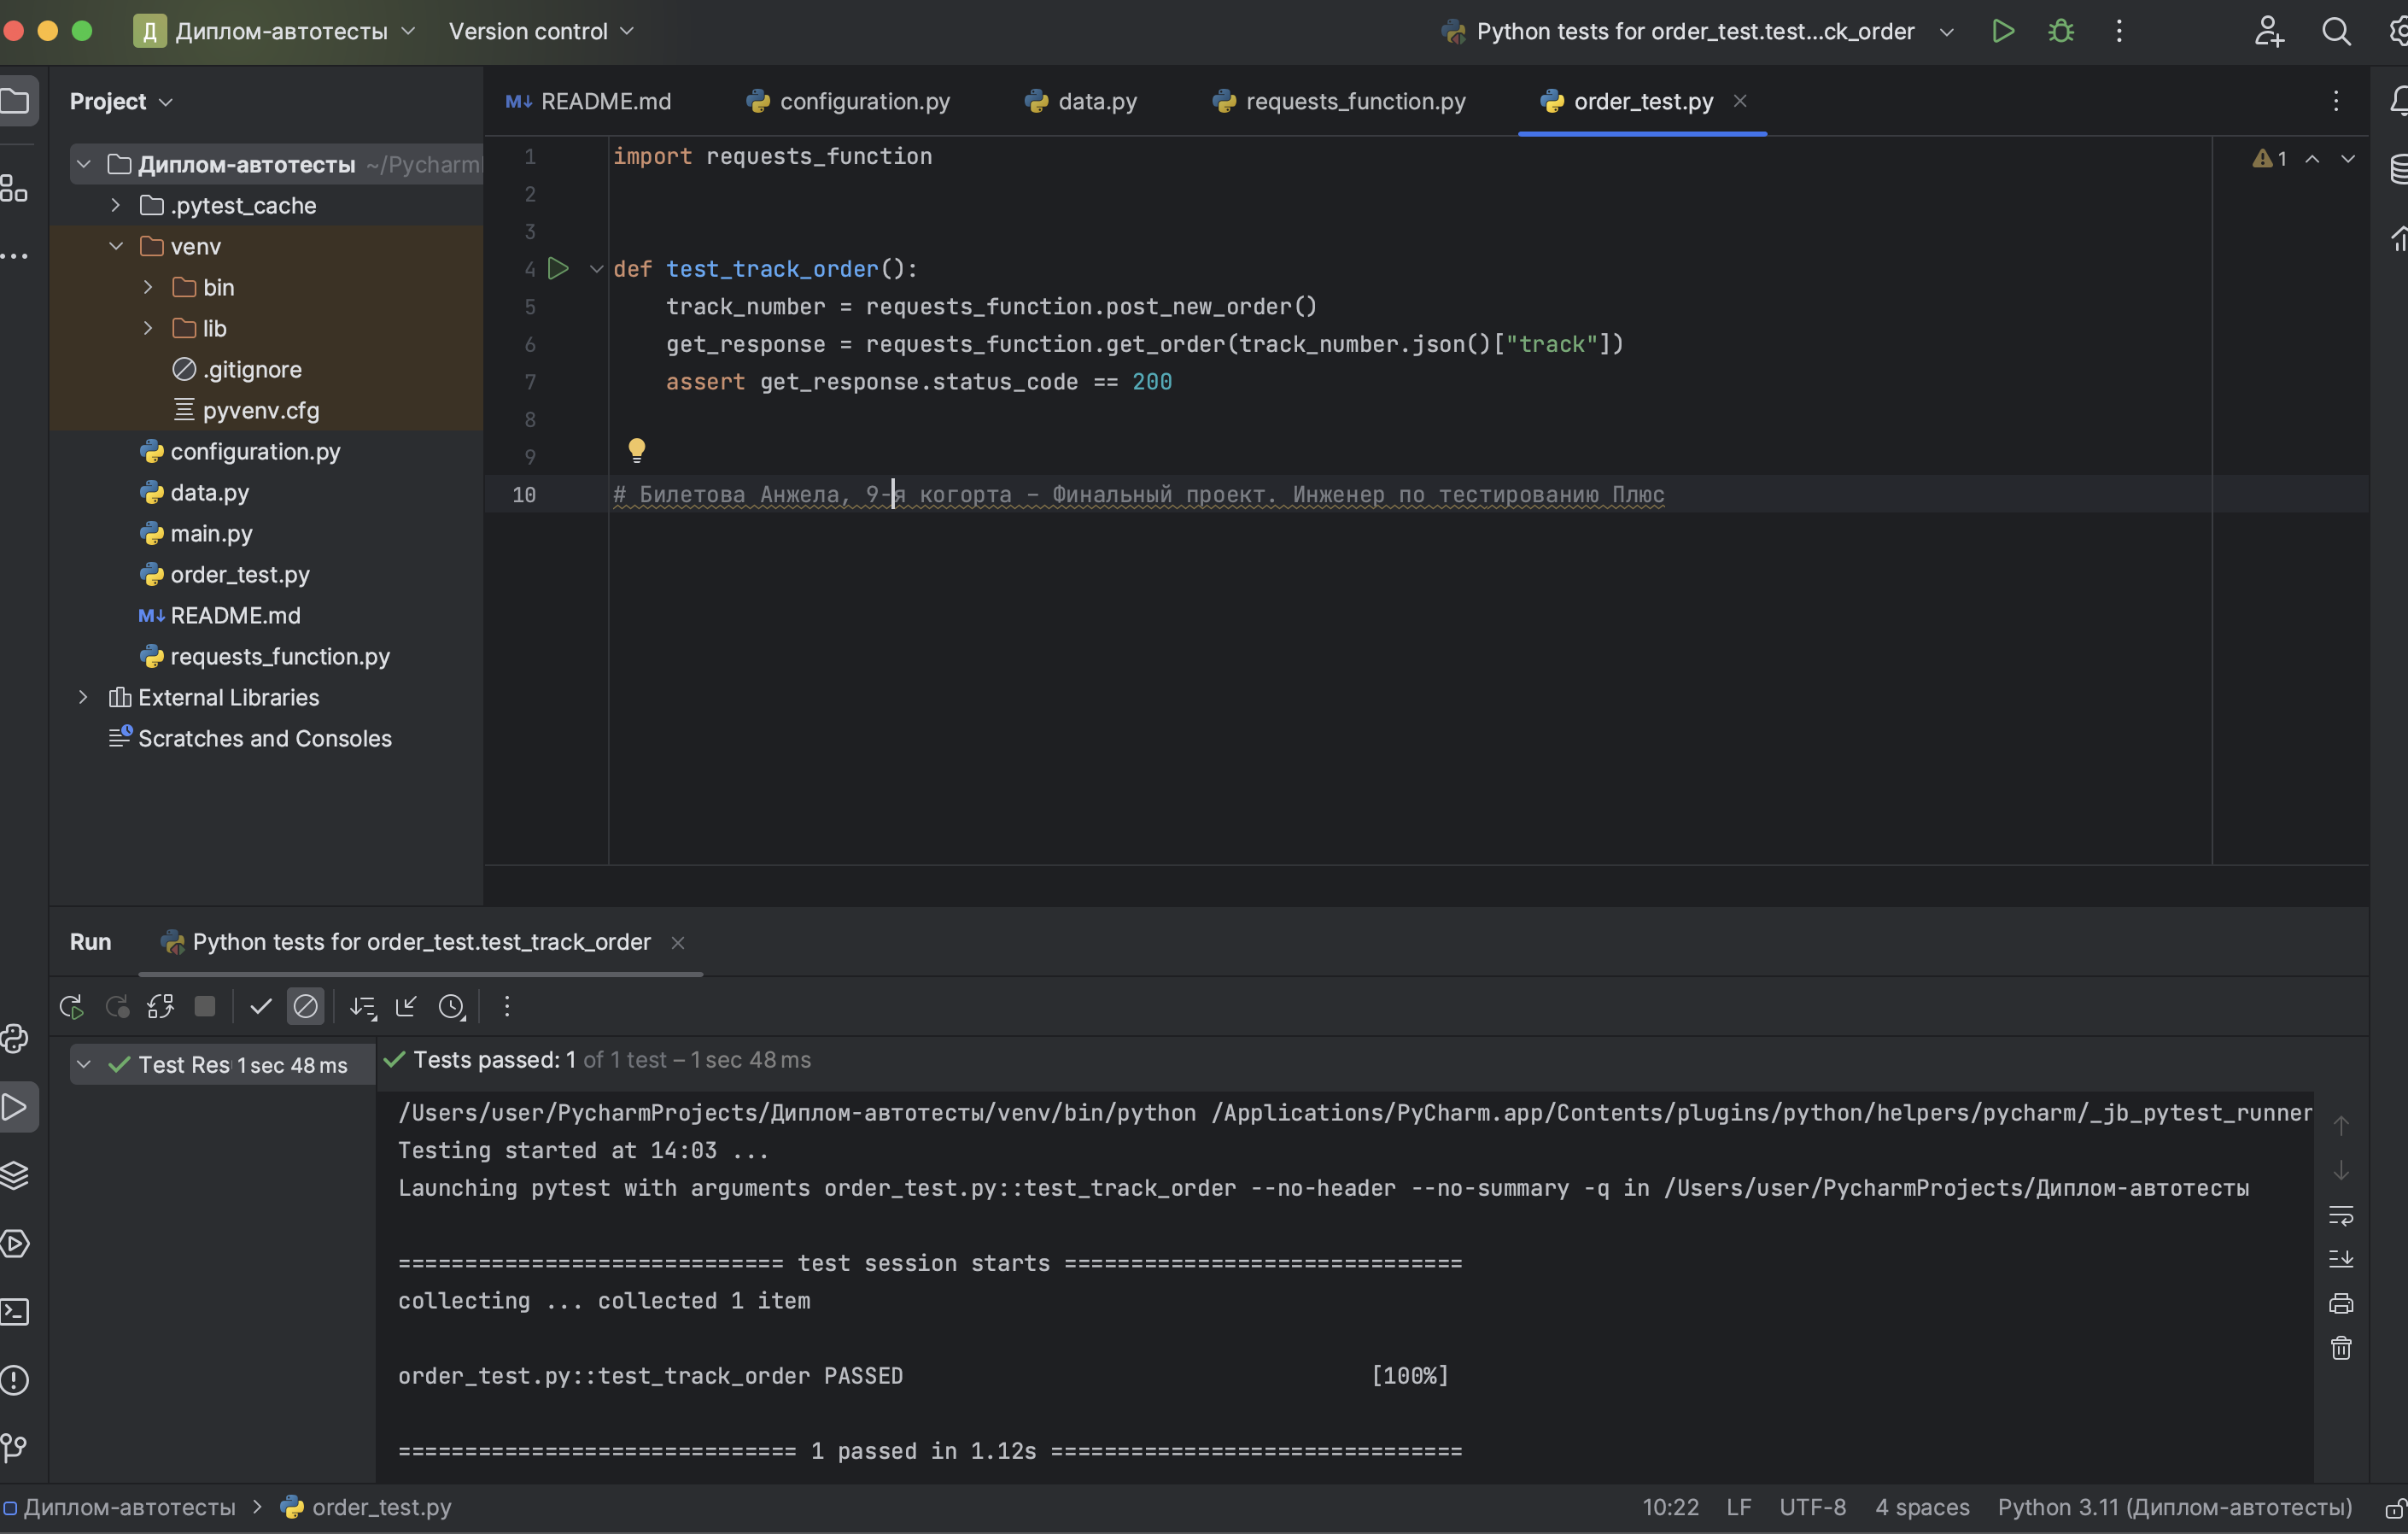 Д Диплом-автотесты Version control Python tests for order_test.test...ck_order
Project
README.md configuration.py data.py requests_function.py order_test.py
Диплом-автотесты ~/Pycharm
.pytest_cache
venv
bin
lib
.gitignore
pyvenv.cfg
configuration.py
data.py
main.py
order_test.py
README.md
requests_function.py
External Libraries
Scratches and Consoles
1 import requests_function
2
3
4 def test_track_order():
5 track_number = requests_function.post_new_order()
6 get_response = requests_function.get_order(track_number.json()["track"])
7 assert get_response.status_code == 200
8
9
10 # Билетова Анжела, 9-я когорта – Финальный проект. Инженер по тестированию Плюс
1
Run Python tests for order_test.test_track_order
Test Res 1 sec 48 ms
Tests passed: 1 of 1 test – 1 sec 48 ms
/Users/user/PycharmProjects/Диплом-автотесты/venv/bin/python /Applications/PyCharm.app/Contents/plugins/python/helpers/pycharm/_jb_pytest_runner
Testing started at 14:03 ...
Launching pytest with arguments order_test.py::test_track_order --no-header --no-summary -q in /Users/user/PycharmProjects/Диплом-автотесты
============================= test session starts ==============================
collecting ... collected 1 item
order_test.py::test_track_order PASSED [100%]
============================== 1 passed in 1.12s ===============================
Диплом-автотесты > order_test.py 10:22 LF UTF-8 4 spaces Python 3.11 (Диплом-автотесты)